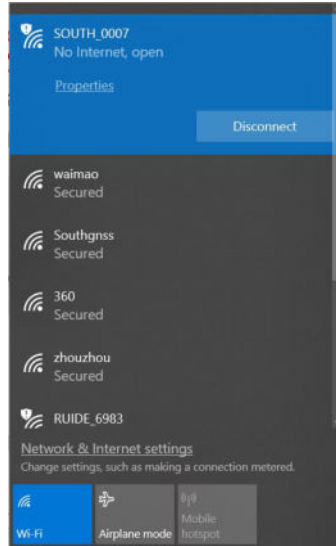 SOUTH_0007
No Internet, open
Properties
Disconnect
waimao
Secured
Southgnss
Secured
360
Secured
zhouzhou
Secured
RUIDE_6983
Network & Internet settings
Change settings, such as making a connection metered.
Wi-Fi
Airplane mode
Mobile
hotspot